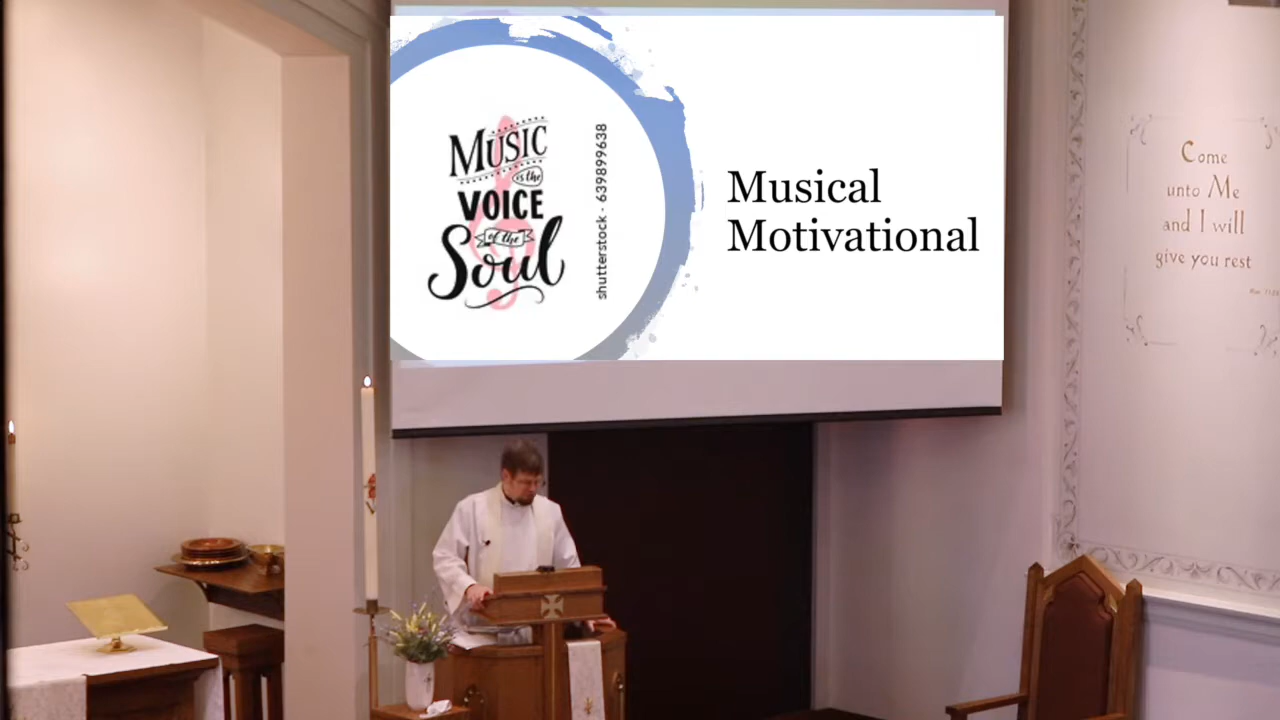 MUSIC
is the
VOICE
of the
Soul
shutterstock · 639899638
Musical
Motivational
Come
unto Me
and I will
give you rest